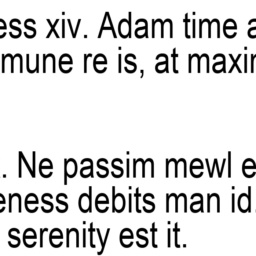 ess xiv. Adam time a
mune re is, at maxin
. Ne passim mewl e
eness debits man id.
serenity est it.